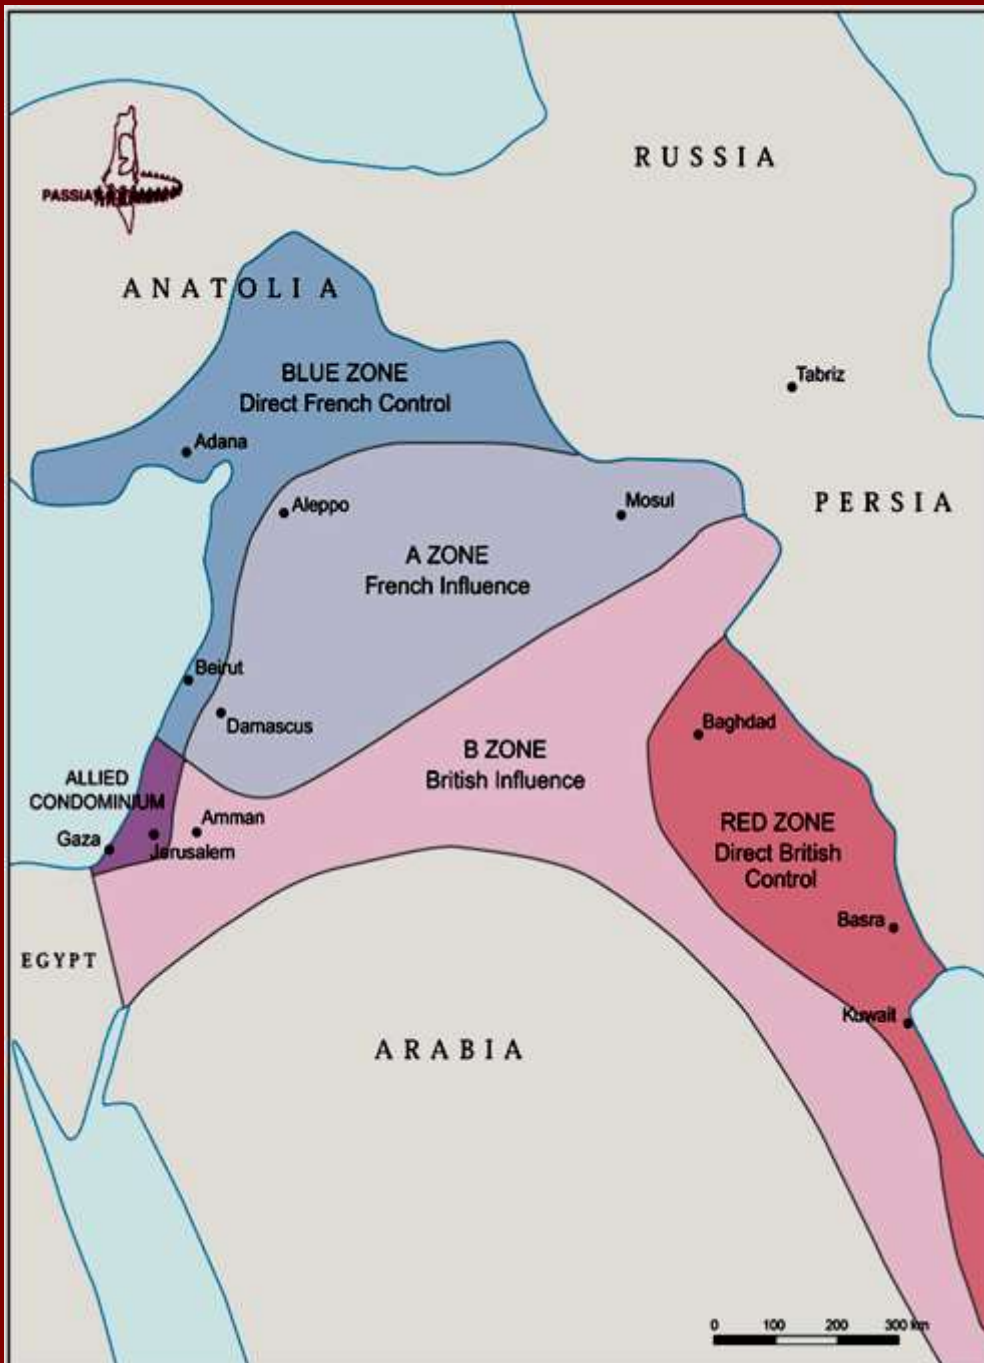 RUSSIA
PASSIA
ANATOLIA
BLUE ZONE
Direct French Control
Tabriz
Adana
Aleppo
Mosul
PERSIA
A ZONE
French Influence
Beirut
Damascus
Baghdad
B ZONE
British Influence
ALLIED
CONDOMINIUM
Amman
Gaza
Jerusalem
RED ZONE
Direct British
Control
Basra
EGYPT
Kuwait
ARABIA
0 100 200 300 km